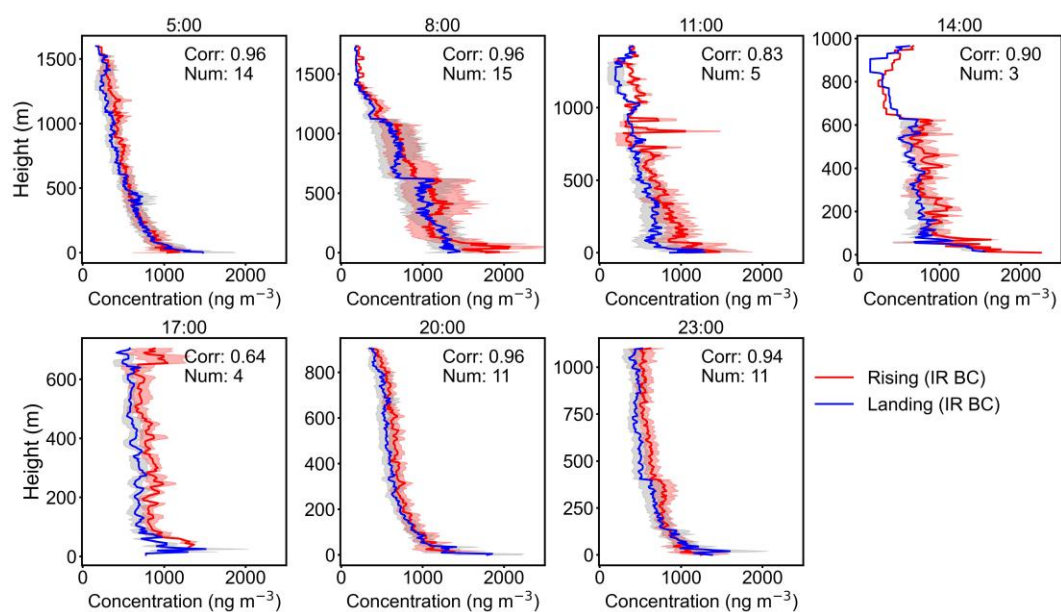 5:00
8:00
11:00
14:00
Corr: 0.96
Num: 14
Corr: 0.96
Num: 15
Corr: 0.83
Num: 5
Corr: 0.90
Num: 3
Height (m)
1500
1000
500
0
1500
1000
500
0
1000
500
0
1000
800
600
400
200
0
0 1000 2000
0 1000 2000
0 1000 2000
0 1000 2000
Concentration (ng m⁻³)
Concentration (ng m⁻³)
Concentration (ng m⁻³)
Concentration (ng m⁻³)
17:00
20:00
23:00
Corr: 0.64
Num: 4
Corr: 0.96
Num: 11
Corr: 0.94
Num: 11
Height (m)
600
400
200
0
800
600
400
200
0
1000
750
500
250
0
0 1000 2000
0 1000 2000
0 1000 2000
Concentration (ng m⁻³)
Concentration (ng m⁻³)
Concentration (ng m⁻³)
Rising (IR BC)
Landing (IR BC)